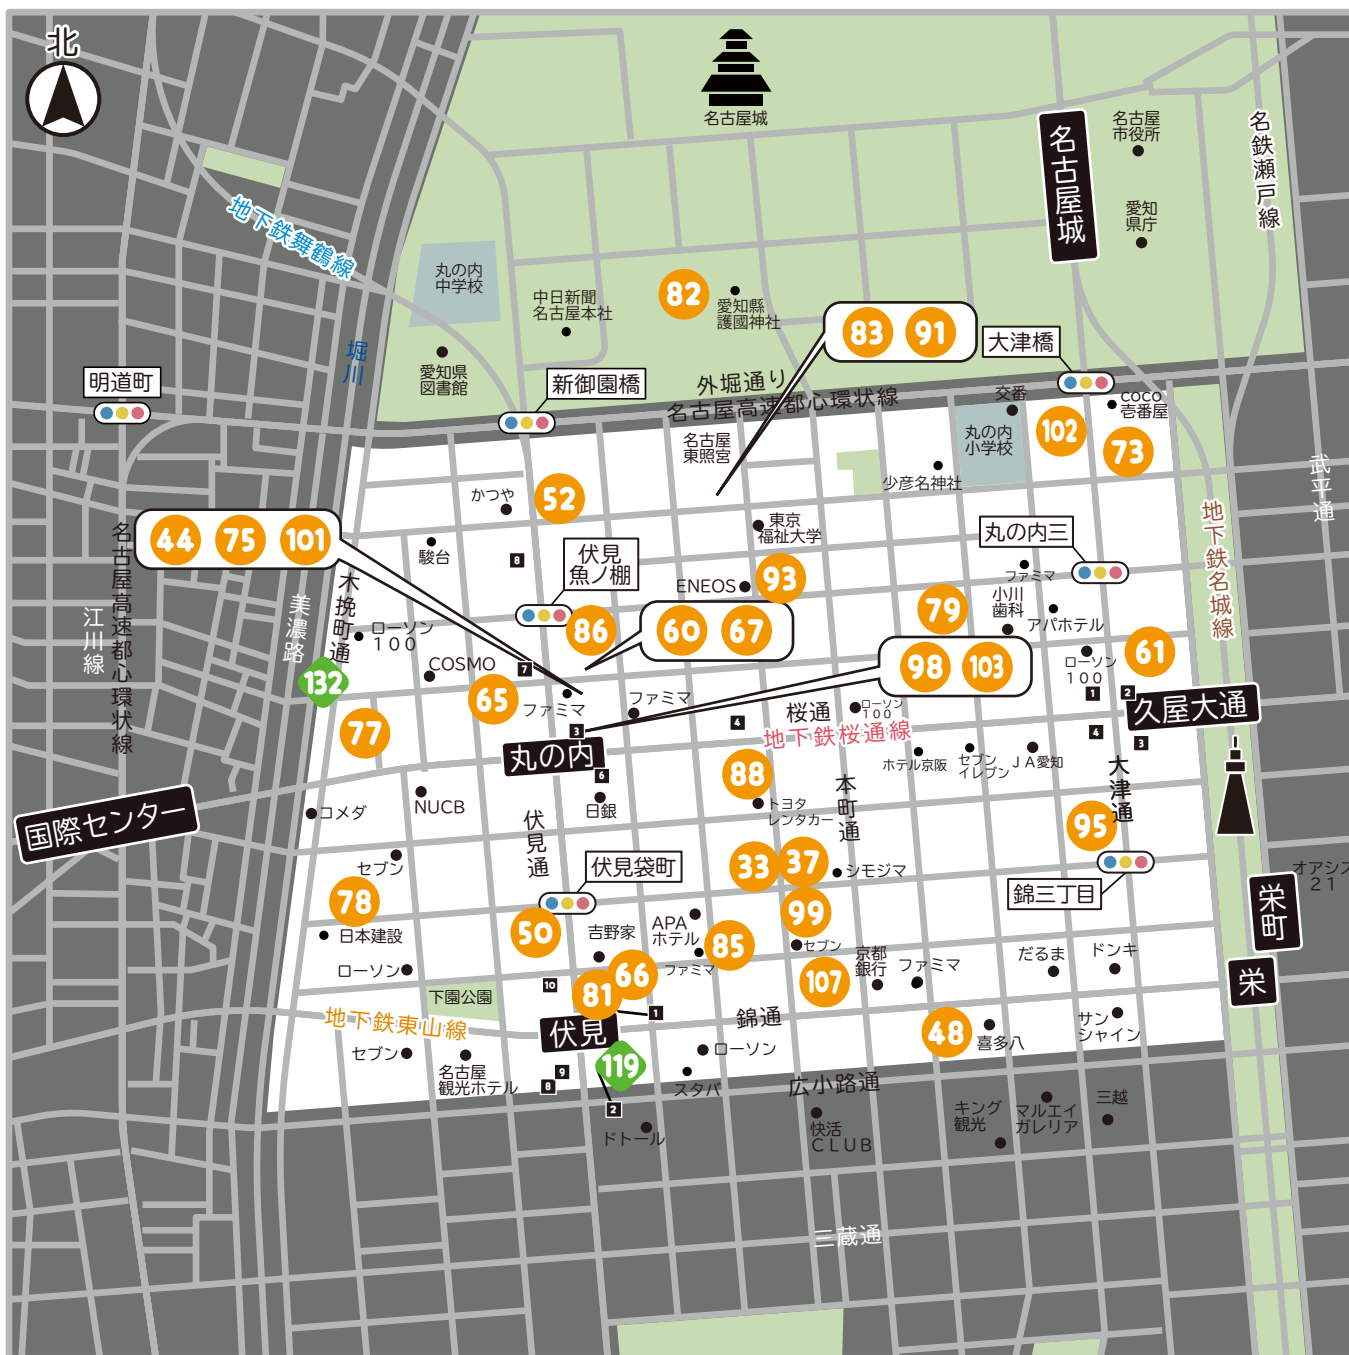 北
名古屋城
名古屋城
名古屋
市役所
愛知
県庁
名鉄瀬戸線
地下鉄舞鶴線
丸の内
中学校
中日新聞
名古屋本社
82
愛知縣
護國神社
83 91
大津橋
堀川
愛知県
図書館
明道町
新御園橋
外堀通り
名古屋高速都心環状線
交番
coco
壱番屋
名古屋
東照宮
丸の内
小学校
102
73
少彦名神社
武平通
かつや
52
44 75 101
名古屋高速都心環状線
東京
福祉大学
丸の内三
地下鉄名城線
駿台
8
伏見
魚ノ棚
ENEOS
93
ファミマ
小川
歯科
79
アパホテル
江川線
美濃路
木挽町通
ローソン
100
86
60 67
98 103
ローソン
100
61
132
COSMO
7
65
ファミマ
ファミマ
1
2
久屋大通
77
3
丸の内
4
桜通
ローソン
100
地下鉄桜通線
4
3
ホテル京阪
セブン
イレブン
JA愛知
大津通
6
88
国際センター
コメダ
NUCB
日銀
トヨタ
レンタカー
本町通
伏見通
95
セブン
伏見袋町
33
37
シモジマ
錦三丁目
オアシス
21
78
日本建設
50
吉野家
APA
ホテル
ファミマ
85
99
セブン
栄町
ローソン
66
81
107
京都
銀行
ファミマ
だるま
ドンキ
栄
下園公園
10
1
地下鉄東山線
伏見
錦通
48
喜多八
サン
シャイン
セブン
名古屋
観光ホテル
9
8
119
ローソン
スタバ
広小路通
2
ドトール
快活
CLUB
キング
観光
マルエイ
ガレリア
三越
三蔵通